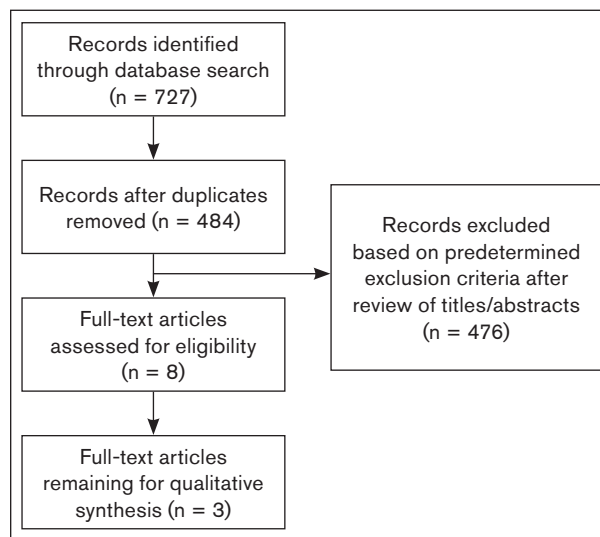 Records identified
through database search
(n = 727)
Records after duplicates
removed (n = 484)
Records excluded
based on predetermined
exclusion criteria after
review of titles/abstracts
(n = 476)
Full-text articles
assessed for eligibility
(n = 8)
Full-text articles
remaining for qualitative
synthesis (n = 3)